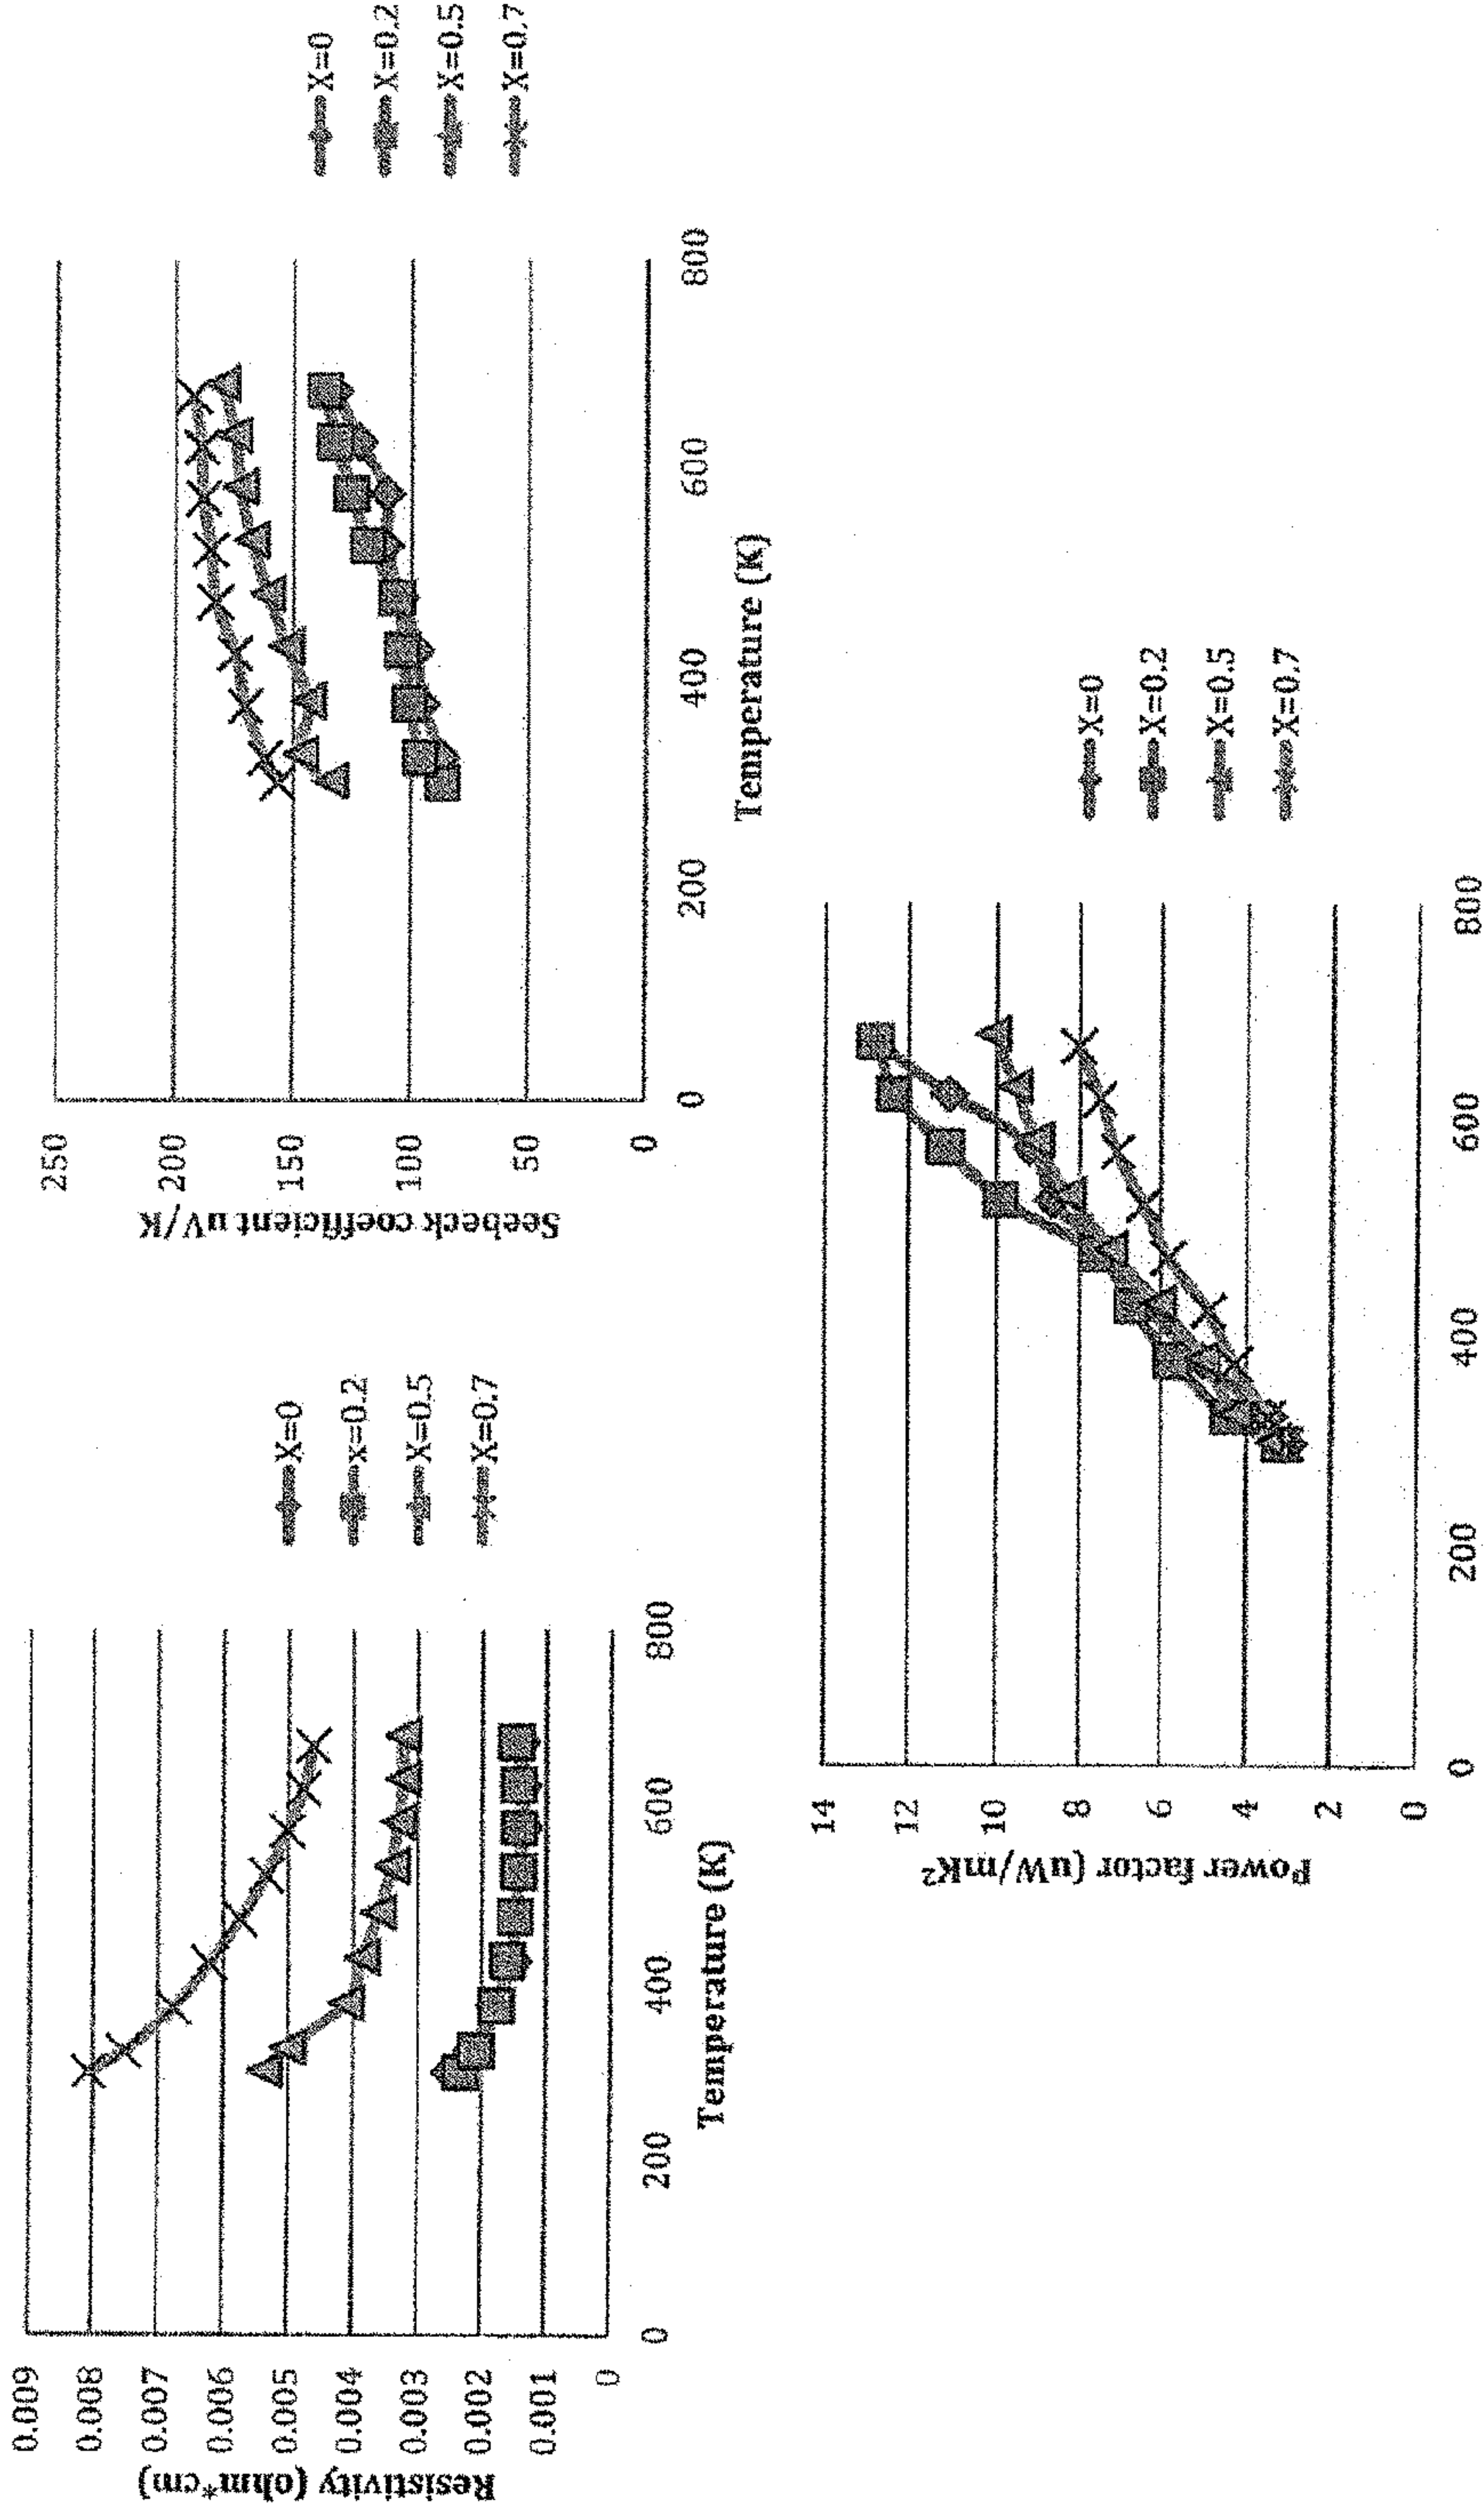 Resistivity (ohm*cm)
0.009
0.008
0.007
0.006
0.005
0.004
0.003
0.002
0.001
0
0
200
400
600
800
Temperature (K)
X=0
x=0.2
X=0.5
X=0.7
Seebeck coefficient uV/K
250
200
150
100
50
0
0
200
400
600
800
Temperature (K)
X=0
X=0.2
X=0.5
X=0.7
Power factor (uW/mK²
14
12
10
8
6
4
2
0
0
200
400
600
800
X=0
X=0.2
X=0.5
X=0.7